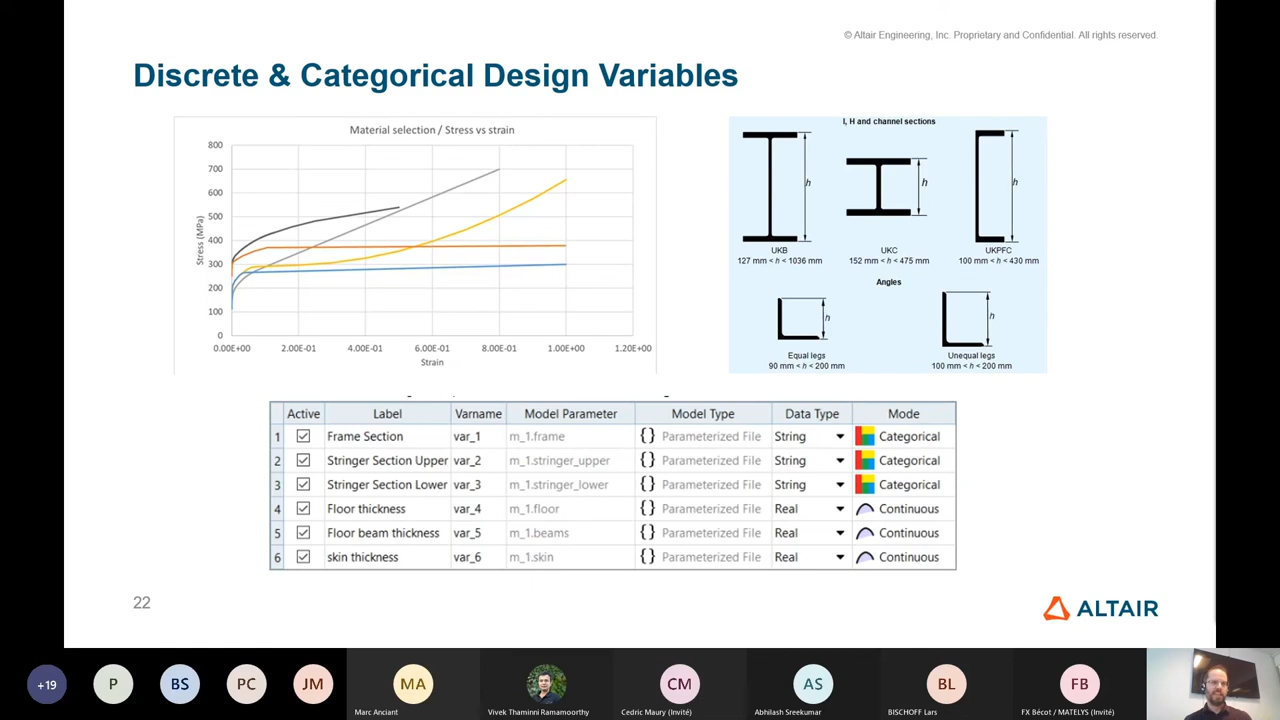 © Altair Engineering, Inc. Proprietary and Confidential. All rights reserved.
Discrete & Categorical Design Variables
Material selection / Stress vs strain
Stress (MPa)
800
700
600
500
400
300
200
100
0
0.00E+00 2.00E-01 4.00E-01 6.00E-01 8.00E-01 1.00E+00 1.20E+00
Strain
I, H and channel sections
h h h
UKB UKC UKPFC
127 mm < h < 1036 mm 152 mm < h < 475 mm 100 mm < h < 430 mm
Angles
h h
Equal legs Unequal legs
90 mm < h < 200 mm 100 mm < h < 200 mm
Active Label Varname Model Parameter Model Type Data Type Mode
1 Frame Section var_1 m_1.frame {} Parameterized File String Categorical
2 Stringer Section Upper var_2 m_1.stringer_upper {} Parameterized File String Categorical
3 Stringer Section Lower var_3 m_1.stringer_lower {} Parameterized File String Categorical
4 Floor thickness var_4 m_1.floor {} Parameterized File Real Continuous
5 Floor beam thickness var_5 m_1.beams {} Parameterized File Real Continuous
6 skin thickness var_6 m_1.skin {} Parameterized File Real Continuous
22
ALTAIR
+19 P BS PC JM MA CM AS BL FB
Marc Anciant Vivek Thaminni Ramamoorthy Cedric Maury (Invité) Abhilash Sreekumar BISCHOFF Lars FX Bécot / MATELYS (Invité)